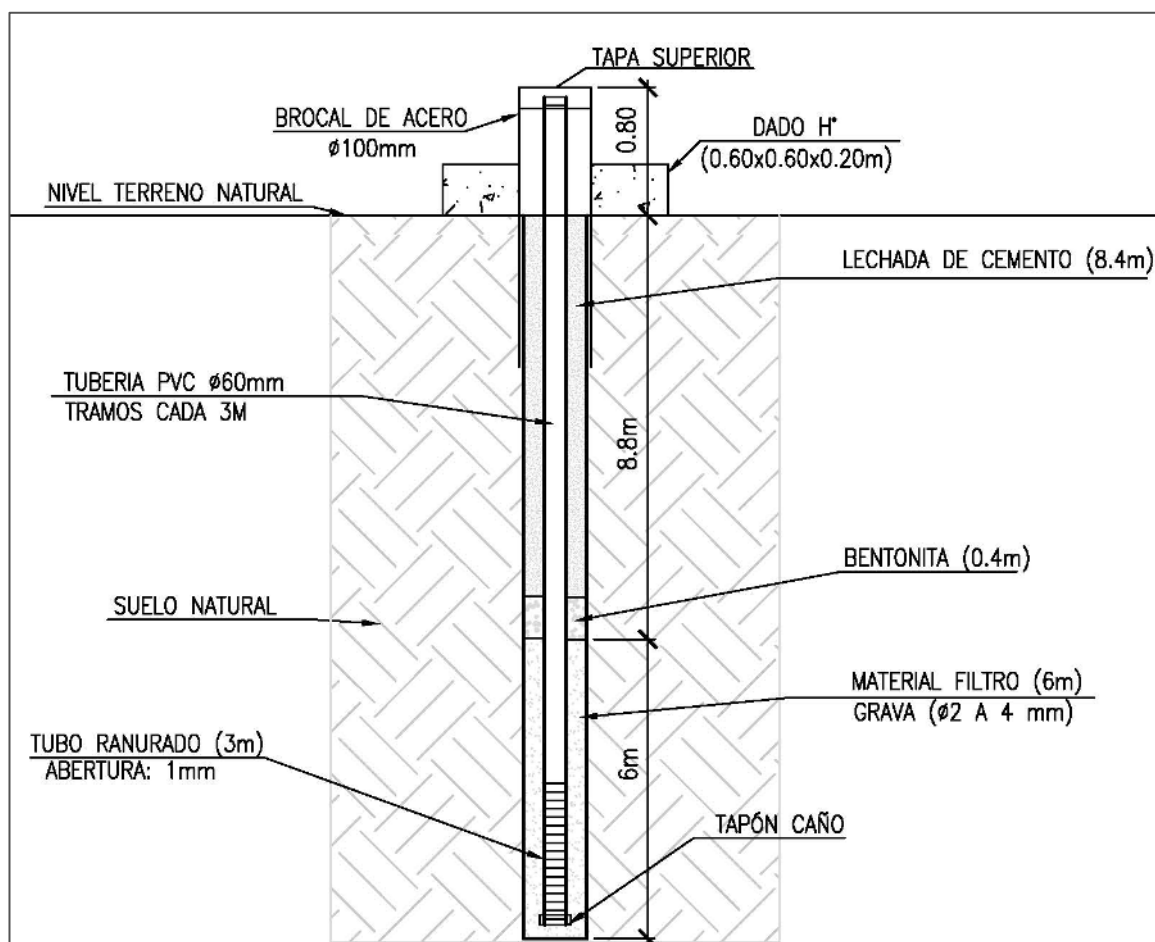 TAPA SUPERIOR
BROCAL DE ACERO
ø100mm
0.80
DADO H°
(0.60x0.60x0.20m)
NIVEL TERRENO NATURAL
LECHADA DE CEMENTO (8.4m)
TUBERIA PVC ø60mm
TRAMOS CADA 3M
8.8m
BENTONITA (0.4m)
SUELO NATURAL
MATERIAL FILTRO (6m)
GRAVA (ø2 A 4 mm)
TUBO RANURADO (3m)
ABERTURA: 1mm
6m
TAPÓN CAÑO